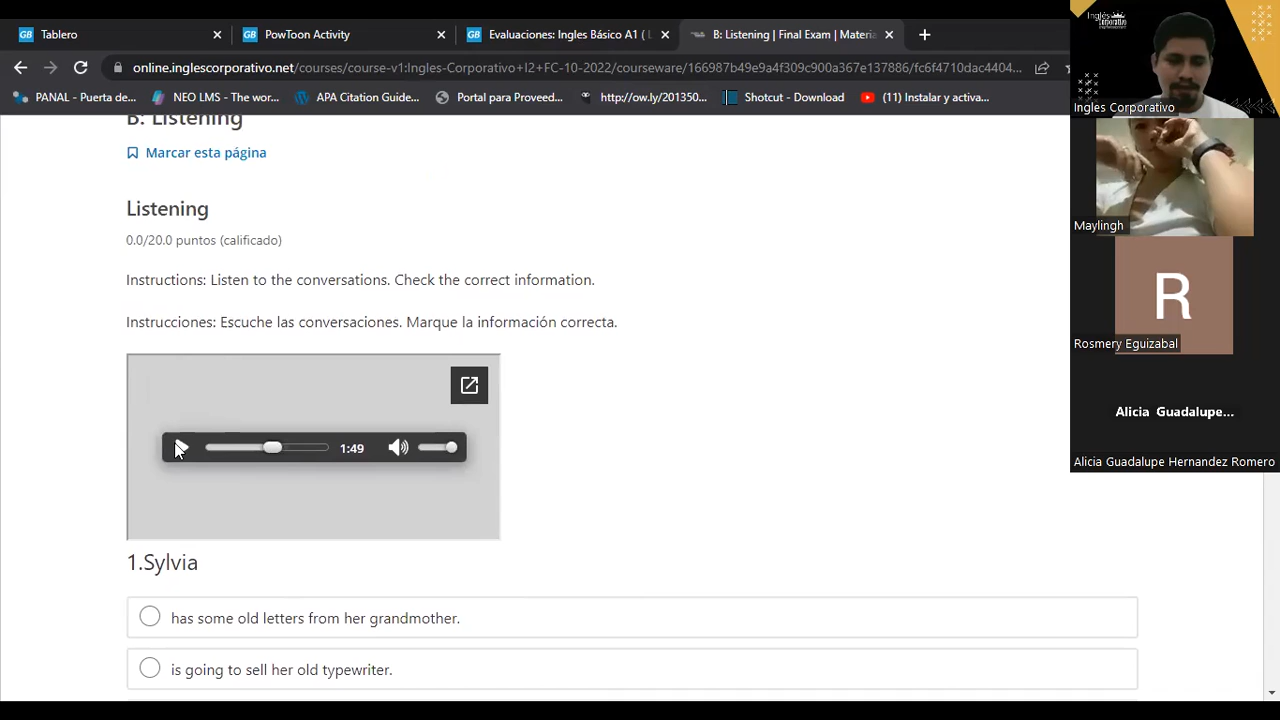 Tablero
PowToon Activity
Evaluaciones: Ingles Básico A1 ( L
B: Listening | Final Exam | Materia
online.inglescorporativo.net/courses/course-v1:Ingles-Corporativo+I2+FC-10-2022/courseware/166987b49e9a4f309c900a367e137886/fc6f4710dac4404...
PANAL - Puerta de...
NEO LMS - The wor...
APA Citation Guide...
Portal para Proveed...
http://ow.ly/201350...
Shotcut - Download
(11) Instalar y activa...
B: Listening
Marcar esta página
Listening
0.0/20.0 puntos (calificado)
Instructions: Listen to the conversations. Check the correct information.
Instrucciones: Escuche las conversaciones. Marque la información correcta.
1:49
1.Sylvia
has some old letters from her grandmother.
is going to sell her old typewriter.
Inglés
Corporativo
Ingles Corporativo
Maylingh
R
Rosmery Eguizabal
Alicia Guadalupe...
Alicia Guadalupe Hernandez Romero